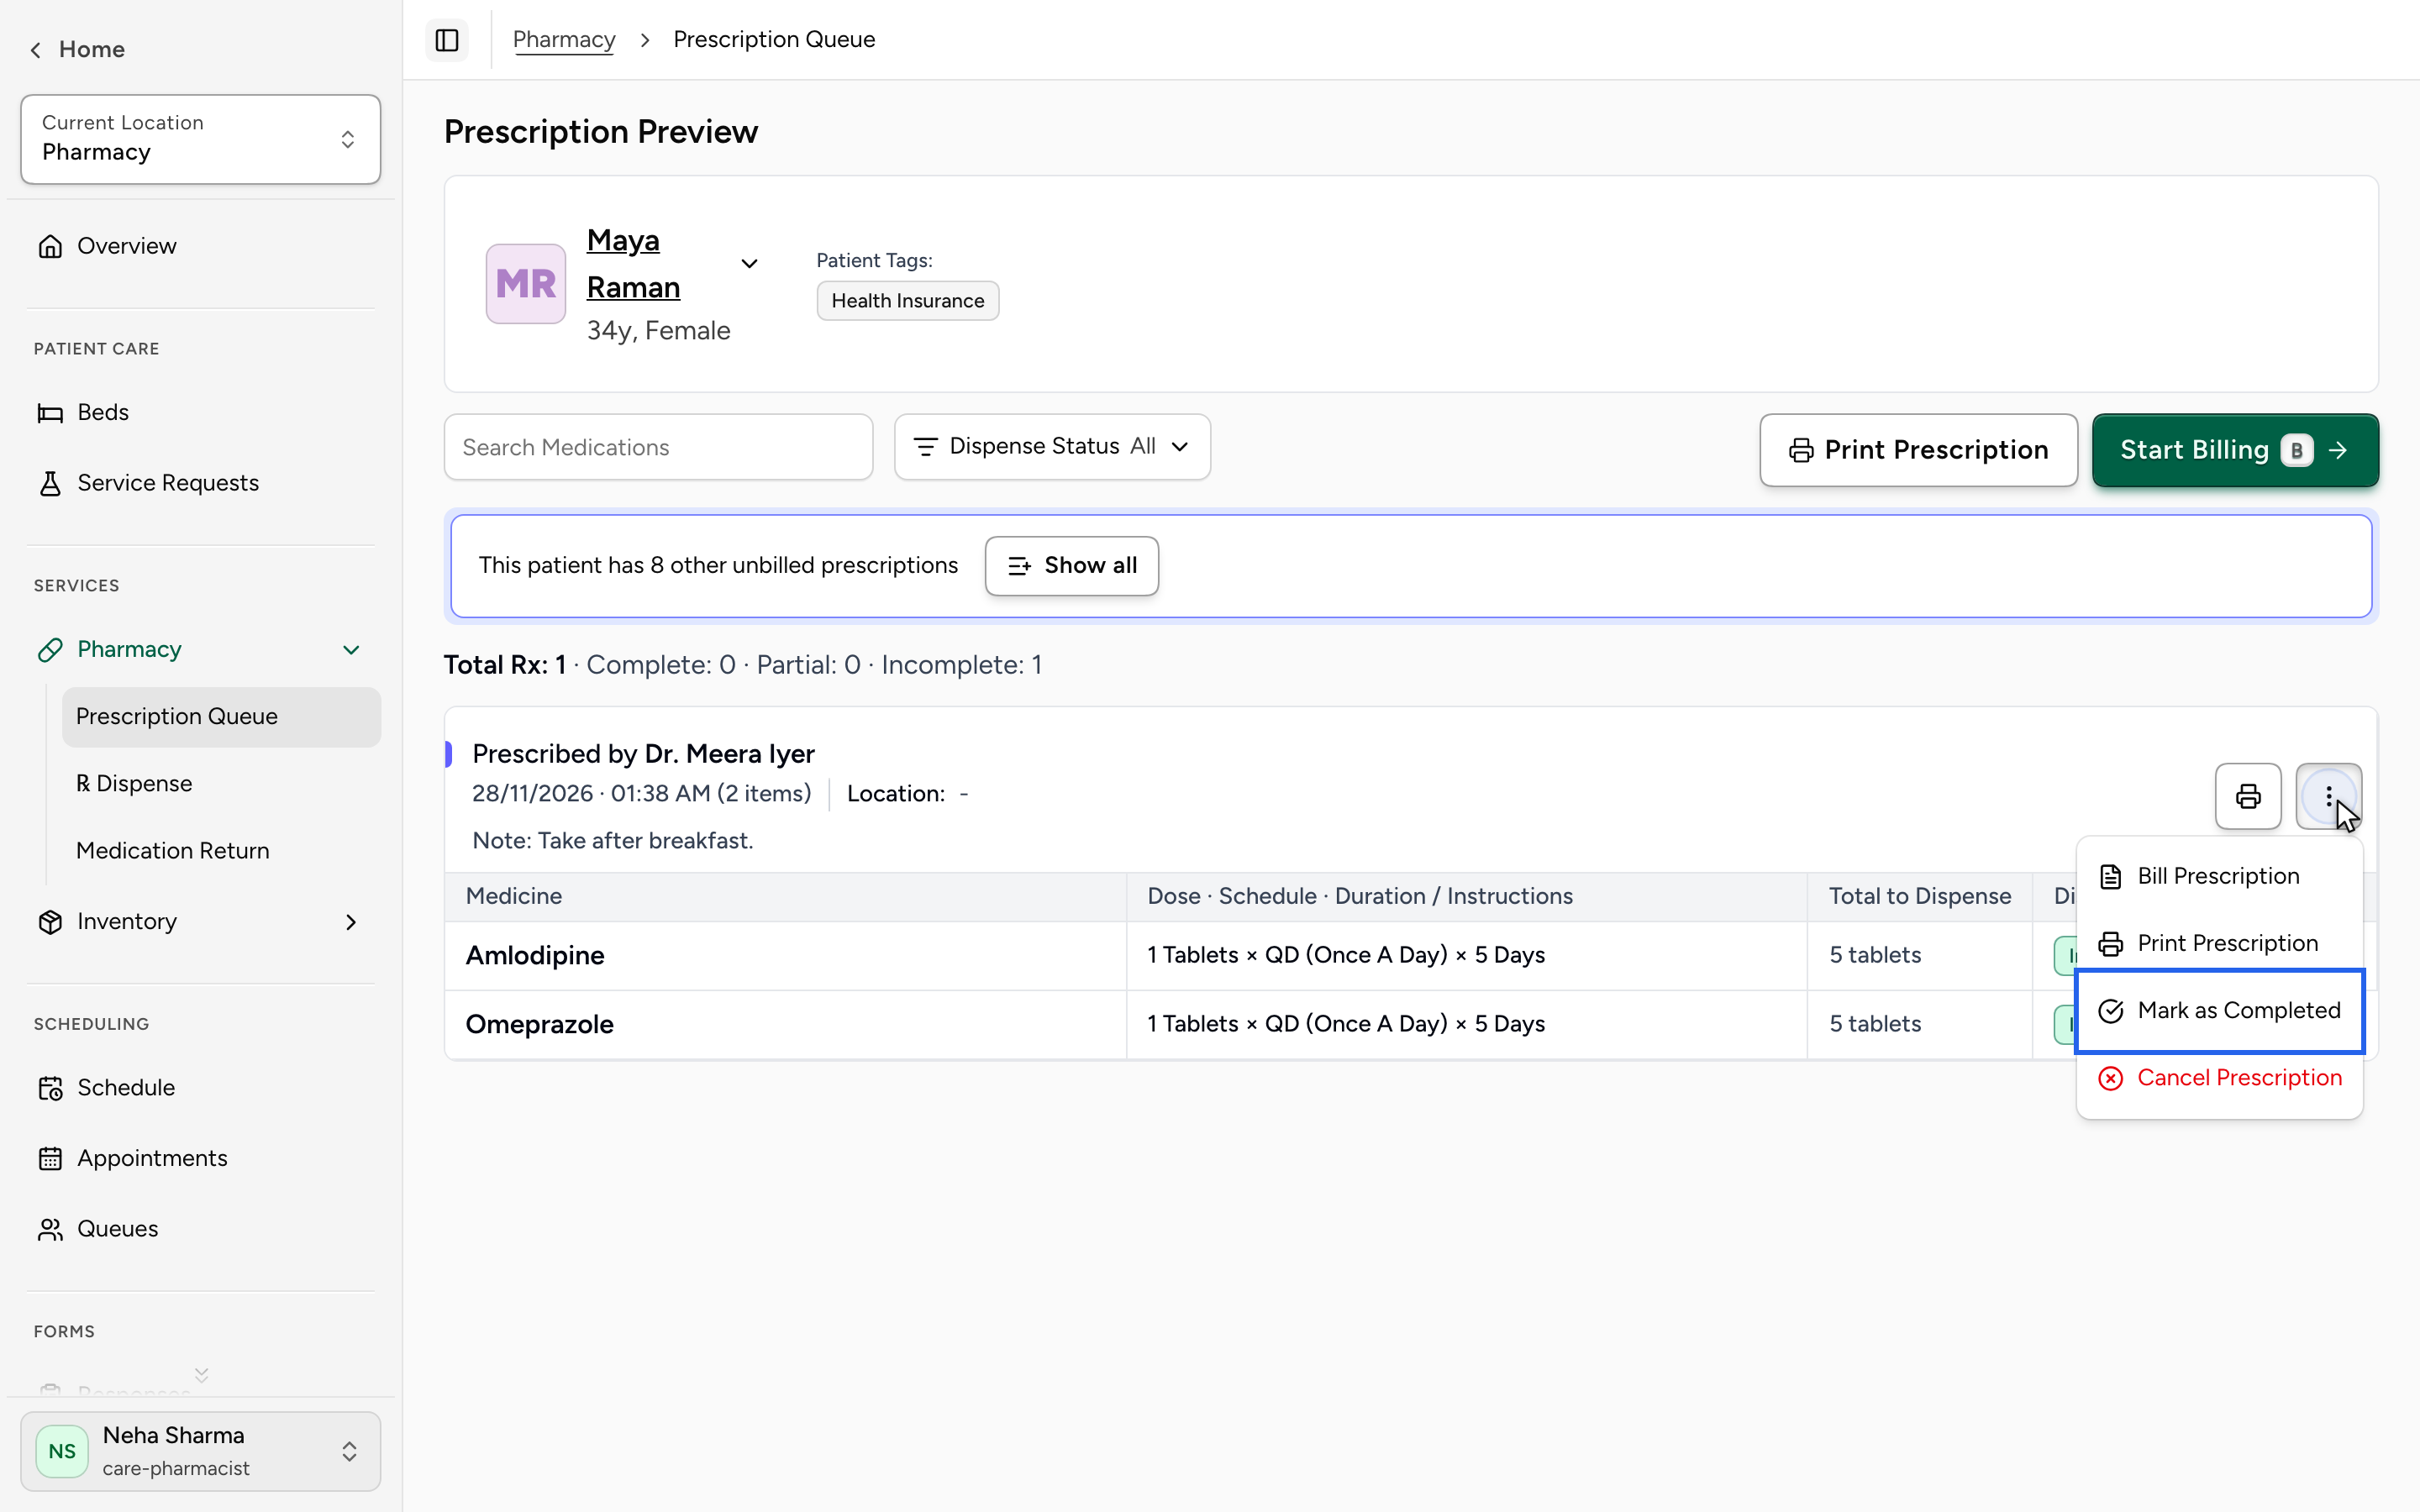 Home
Current Location
Pharmacy
Overview
PATIENT CARE
Beds
Service Requests
SERVICES
Pharmacy
Prescription Queue
℞ Dispense
Medication Return
Inventory
SCHEDULING
Schedule
Appointments
Queues
FORMS
Responses
NS
Neha Sharma
care-pharmacist
Pharmacy > Prescription Queue
Prescription Preview
MR
Maya
Raman
34y, Female
Patient Tags:
Health Insurance
Search Medications
Dispense Status All
Print Prescription
Start Billing B
This patient has 8 other unbilled prescriptions
Show all
Total Rx: 1 · Complete: 0 · Partial: 0 · Incomplete: 1
Prescribed by Dr. Meera Iyer
28/11/2026 · 01:38 AM (2 items)
Location: -
Note: Take after breakfast.
Medicine
Dose · Schedule · Duration / Instructions
Total to Dispense
Amlodipine
1 Tablets × QD (Once A Day) × 5 Days
5 tablets
Omeprazole
1 Tablets × QD (Once A Day) × 5 Days
5 tablets
Bill Prescription
Print Prescription
Mark as Completed
Cancel Prescription